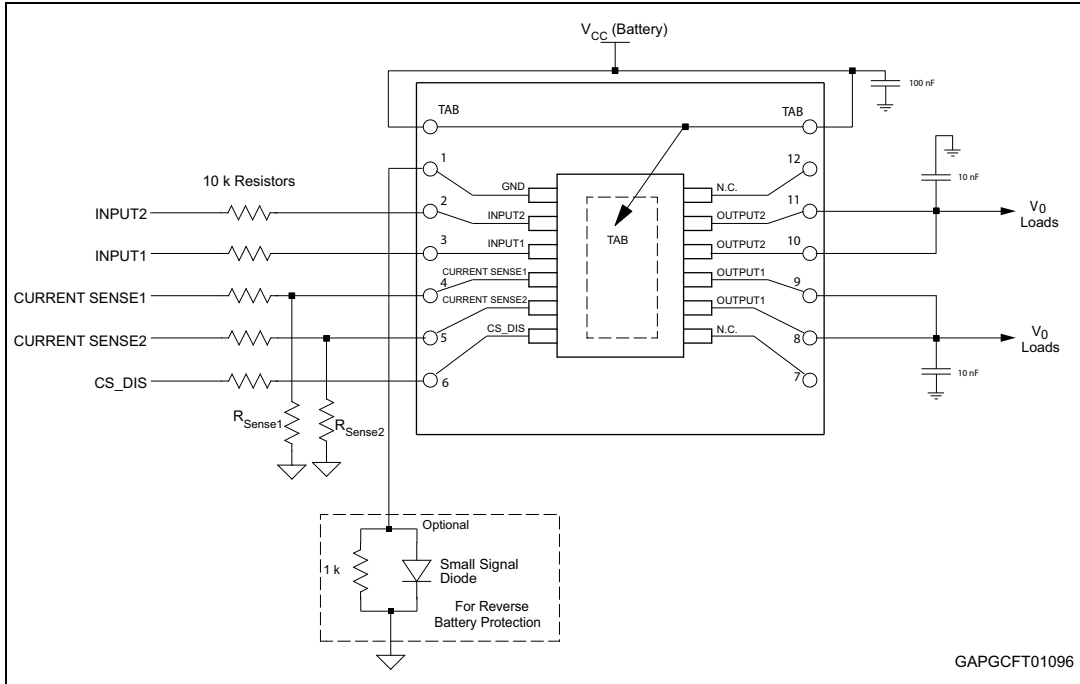 V_CC (Battery)
100 nF
TAB
TAB
1
12
10 nF
10 k Resistors
GND
N.C.
INPUT2
2
INPUT2
OUTPUT2
11
V_0
Loads
TAB
INPUT1
3
INPUT1
OUTPUT2
10
CURRENT SENSE1
4
CURRENT SENSE1
OUTPUT1
9
CURRENT SENSE2
5
CURRENT SENSE2
OUTPUT1
8
V_0
Loads
CS_DIS
6
CS_DIS
N.C.
7
10 nF
R_Sense1
R_Sense2
Optional
1 k
Small Signal
Diode
For Reverse
Battery Protection
GAPGCFT01096